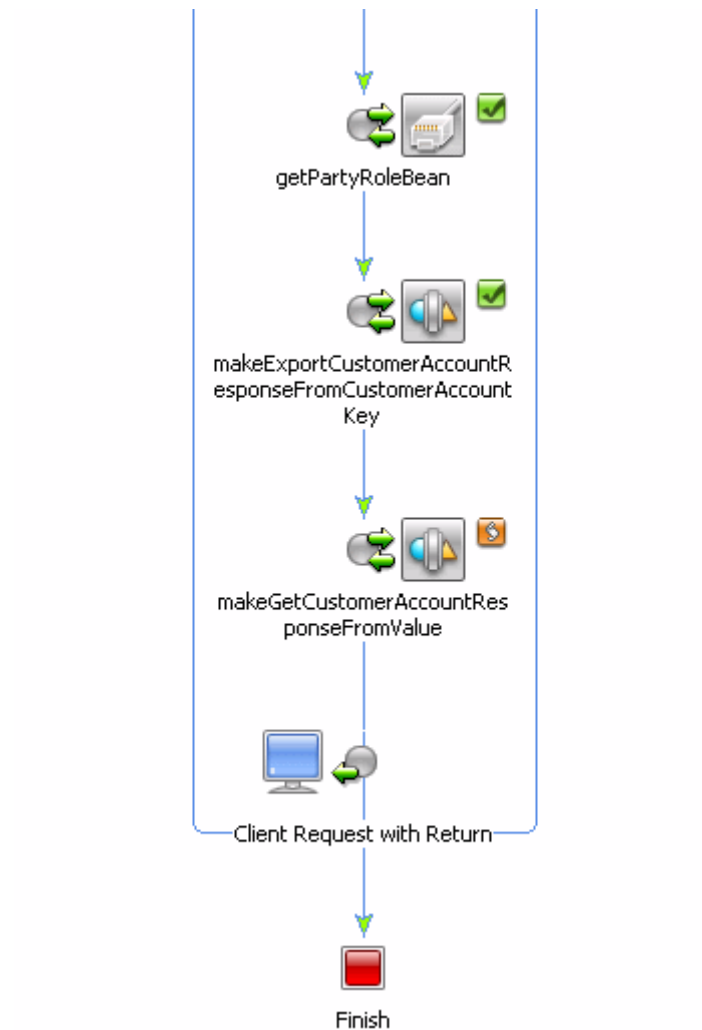 getPartyRoleBean
makeExportCustomerAccountR
esponseFromCustomerAccount
Key
makeGetCustomerAccountRes
ponseFromValue
Client Request with Return
Finish